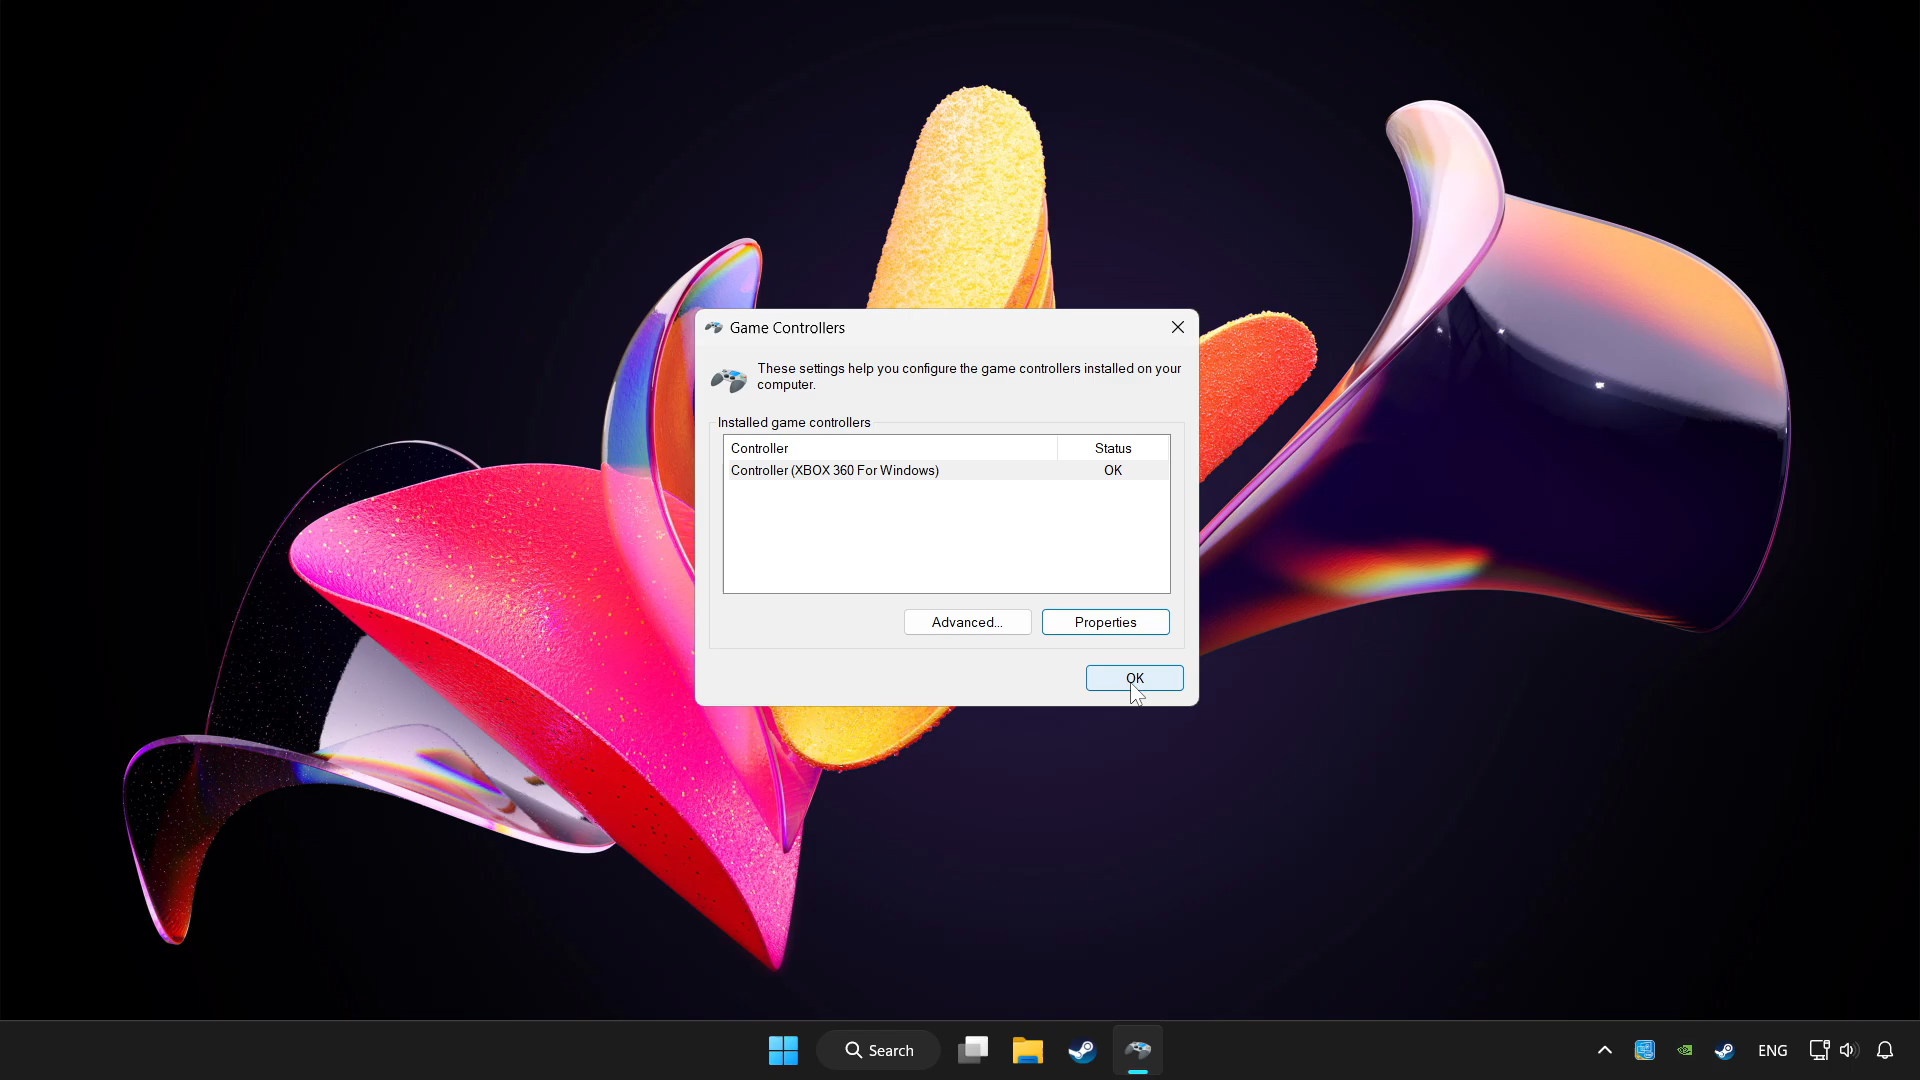 Game Controllers
These settings help you configure the game controllers installed on your
computer.
Installed game controllers
Controller Status
Controller (XBOX 360 For Windows) OK
Advanced... Properties
OK
Search ENG